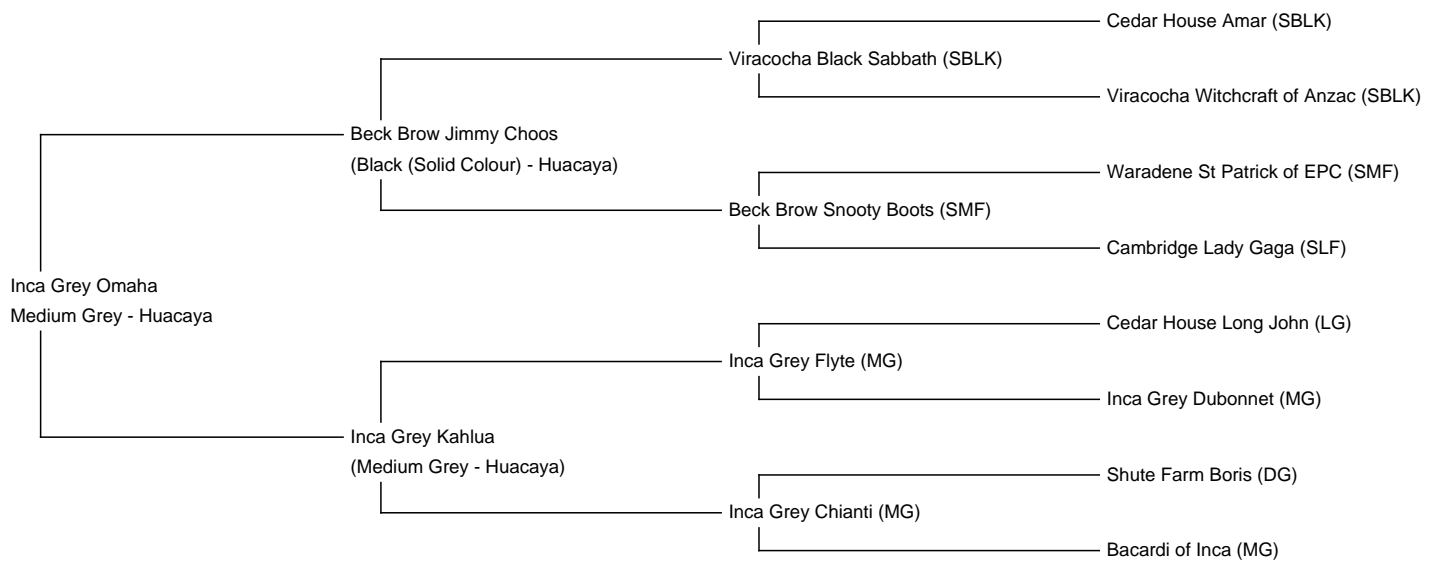 Cedar House Amar (SBLK)
Viracocha Black Sabbath (SBLK)
Viracocha Witchcraft of Anzac (SBLK)
Beck Brow Jimmy Choos
(Black (Solid Colour) - Huacaya)
Waradene St Patrick of EPC (SMF)
Beck Brow Snooty Boots (SMF)
Cambridge Lady Gaga (SLF)
Inca Grey Omaha
Medium Grey - Huacaya
Cedar House Long John (LG)
Inca Grey Flyte (MG)
Inca Grey Dubonnet (MG)
Inca Grey Kahlua
(Medium Grey - Huacaya)
Shute Farm Boris (DG)
Inca Grey Chianti (MG)
Bacardi of Inca (MG)